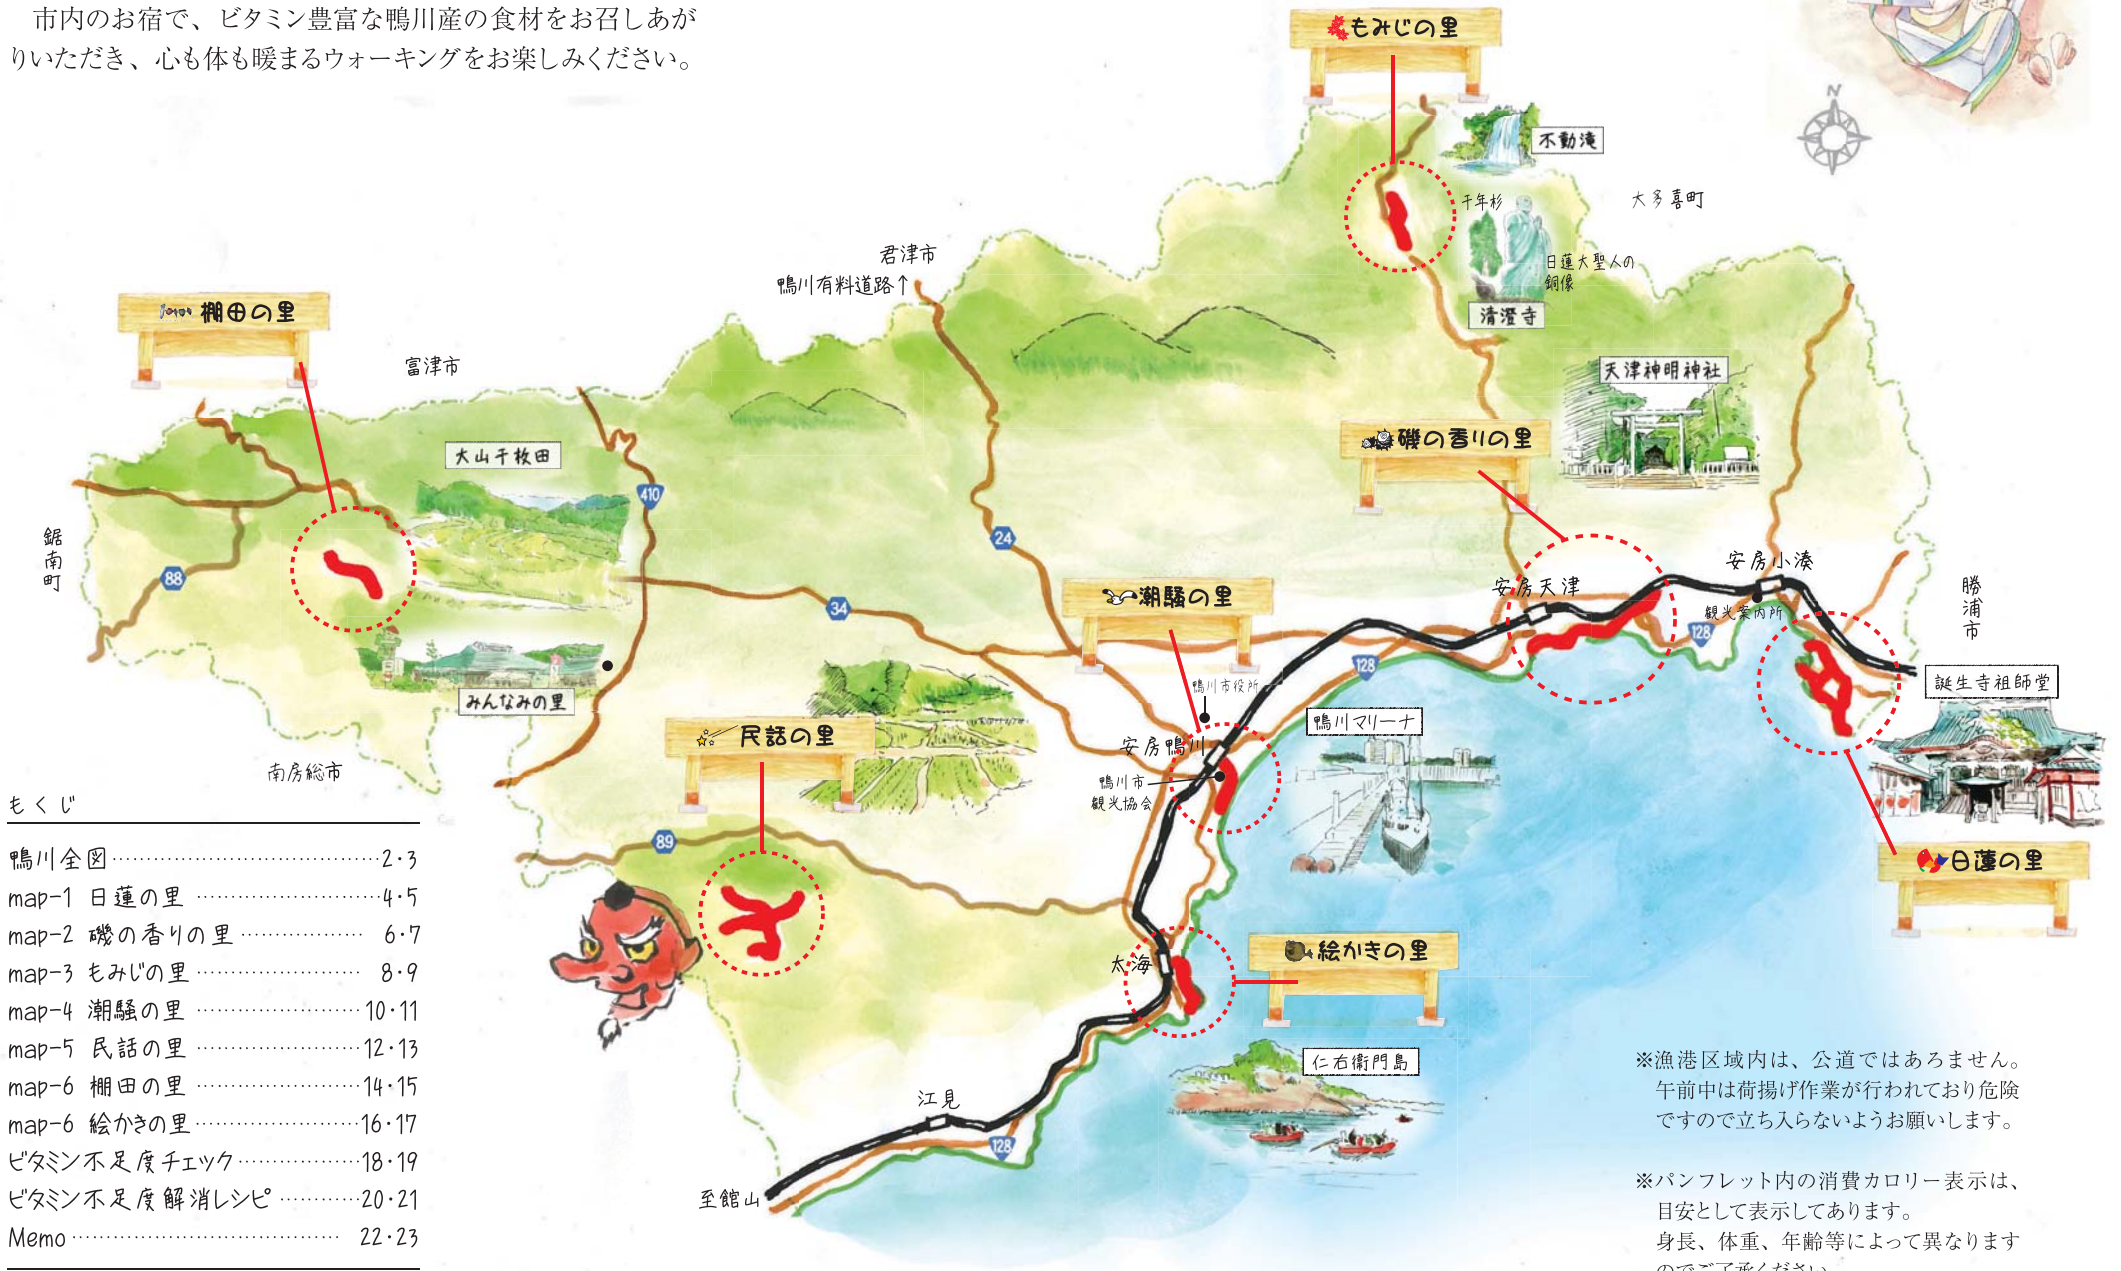 市内のお宿で、ビタミン豊富な鴨川産の食材をお召しあが
りいただき、心も体も暖まるウォーキングをお楽しみください。
もみじの里
N
不動滝
大多喜町
千年杉
日蓮大聖人の
銅像
清澄寺
君津市
鴨川有料道路↑
棚田の里
富津市
天津神明神社
磯の香りの里
大山千枚田
410
24
鋸南町
88
34
潮騒の里
安房天津
安房小湊
観光案内所
128
勝浦市
128
鴨川市役所
誕生寺祖師堂
みんなみの里
鴨川マリーナ
民話の里
安房鴨川
鴨川市
観光協会
南房総市
89
日蓮の里
太海
絵かきの里
仁右衛門島
江見
128
至館山
もくじ
鴨川全図……………………………2・3
map-1 日蓮の里 ……………………4・5
map-2 磯の香りの里 ……………… 6・7
map-3 もみじの里 ………………… 8・9
map-4 潮騒の里 …………………10・11
map-5 民話の里 …………………12・13
map-6 棚田の里 …………………14・15
map-6 絵かきの里…………………16・17
ビタミン不足度チェック………………18・19
ビタミン不足度解消レシピ …………20・21
Memo ……………………………… 22・23
※漁港区域内は、公道ではあろません。
午前中は荷揚げ作業が行われており危険
ですので立ち入らないようお願いします。
※パンフレット内の消費カロリー表示は、
目安として表示してあります。
身長、体重、年齢等によって異なります
のでご了承ください。